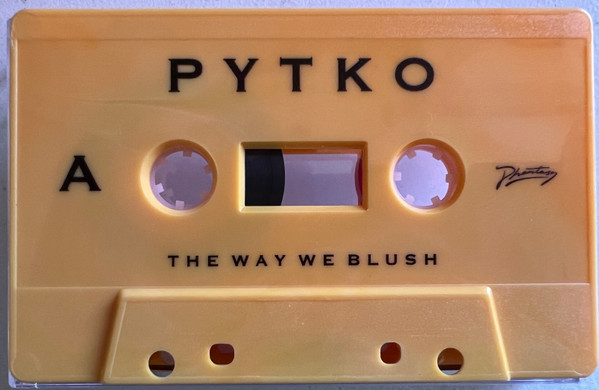 PYTKO
A
Phantasy
THE WAY WE BLUSH